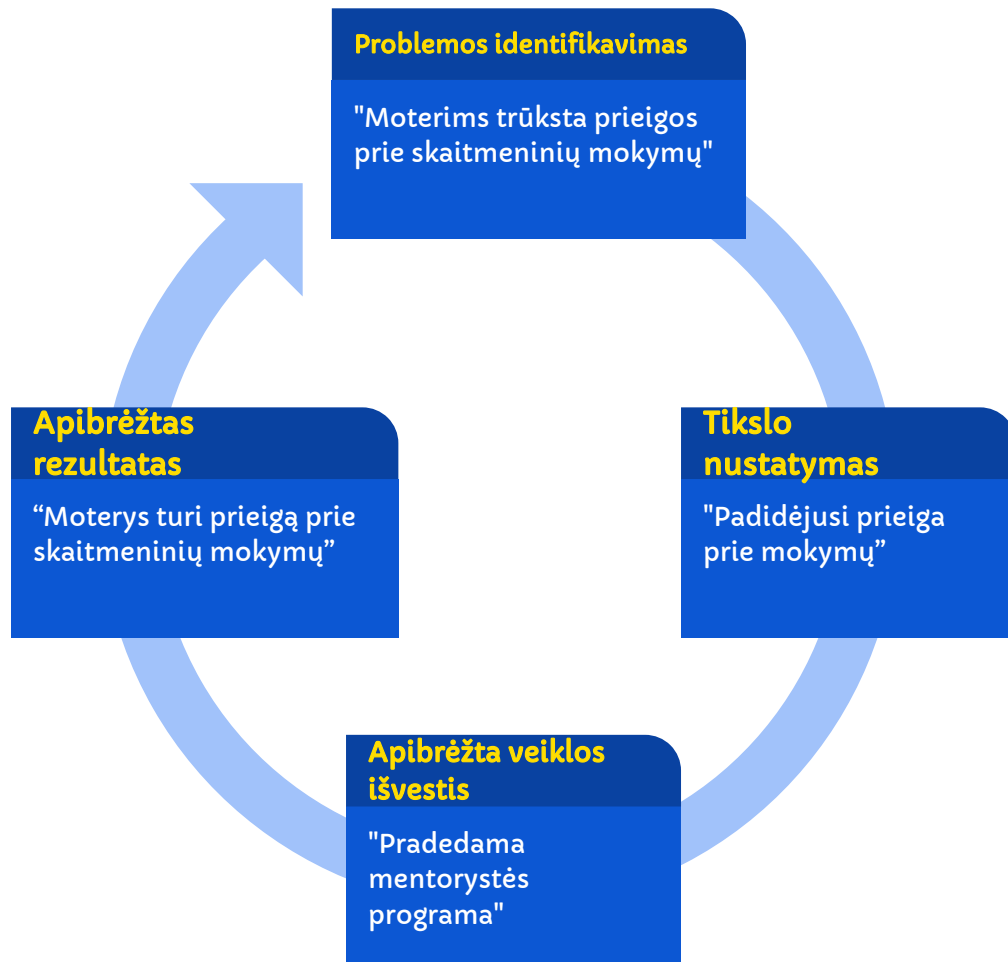 Problemos identifikavimas
"Moterims trūksta prieigos
prie skaitmeninių mokymų"
Tikslo
nustatymas
"Padidėjusi prieiga
prie mokymų”
Apibrėžta veiklos
išvestis
"Pradedama
mentorystės
programa"
Apibrėžtas
rezultatas
“Moterys turi prieigą prie
skaitmeninių mokymų”